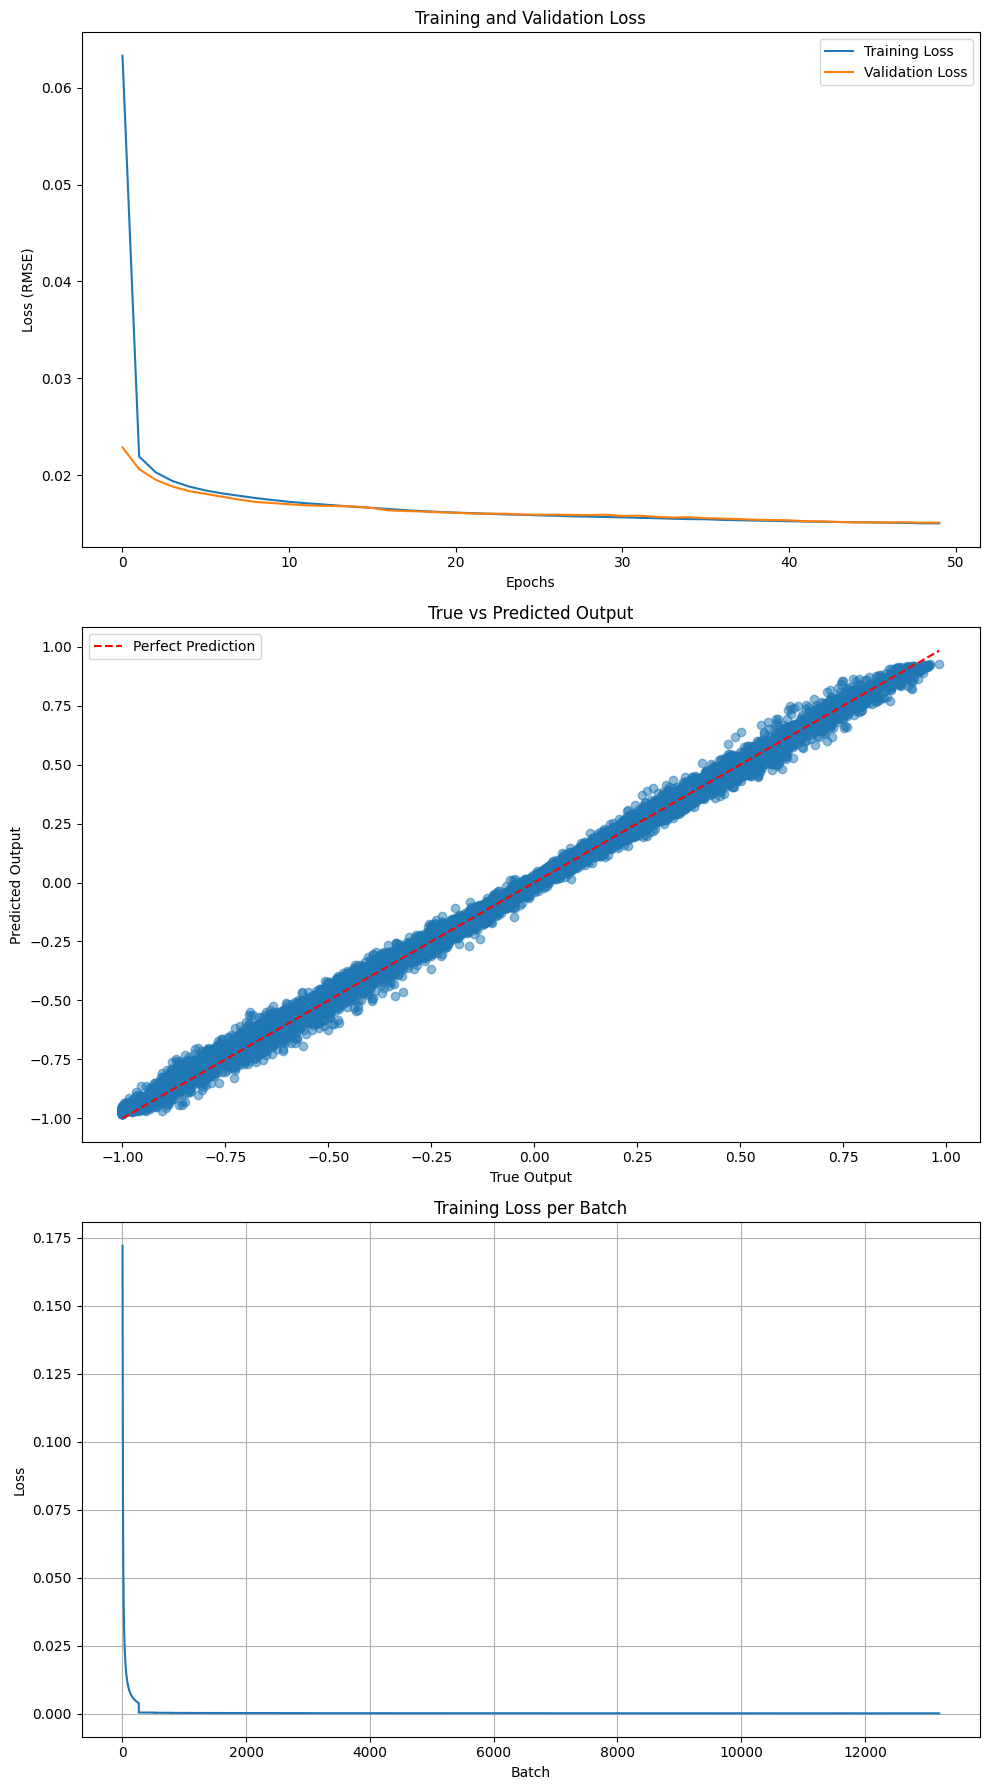 Training and Validation Loss
Training Loss
Validation Loss
0.06
0.05
0.04
0.03
0.02
Loss (RMSE)
0 10 20 30 40 50
Epochs
True vs Predicted Output
Perfect Prediction
1.00
0.75
0.50
0.25
0.00
−0.25
−0.50
−0.75
−1.00
Predicted Output
−1.00 −0.75 −0.50 −0.25 0.00 0.25 0.50 0.75 1.00
True Output
Training Loss per Batch
0.175
0.150
0.125
0.100
0.075
0.050
0.025
0.000
Loss
0 2000 4000 6000 8000 10000 12000
Batch